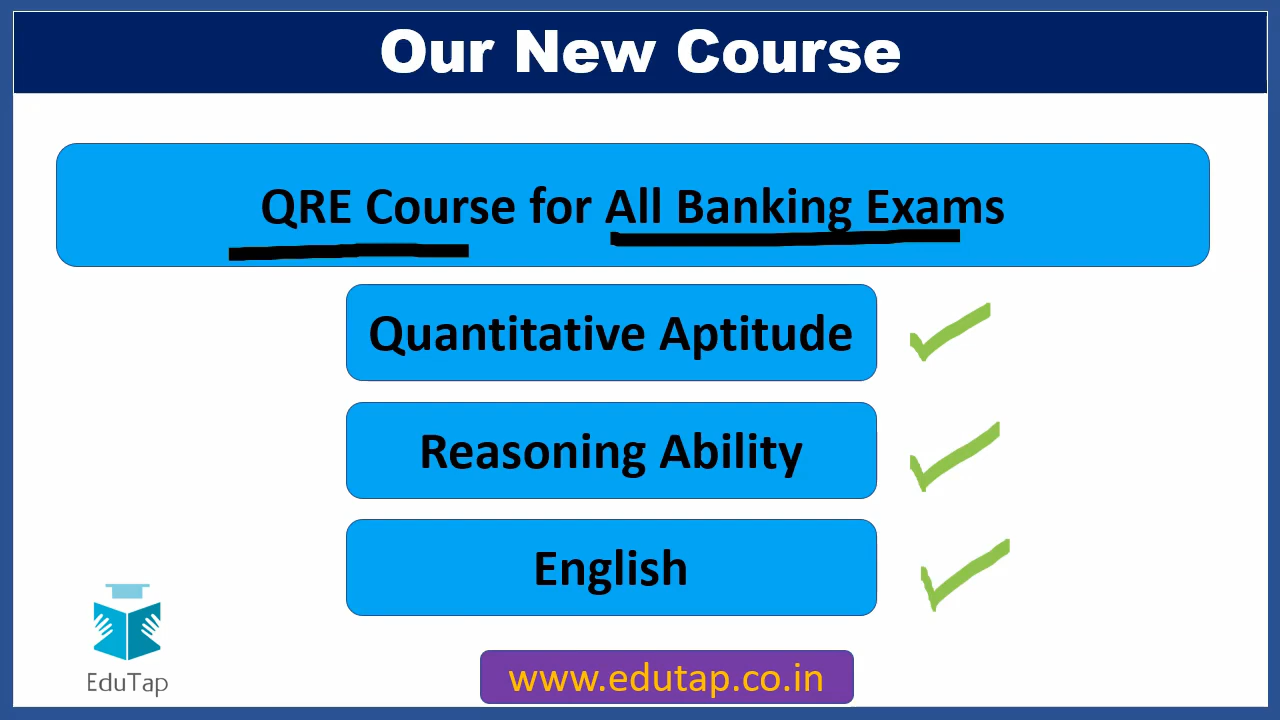 Our New Course
QRE Course for All Banking Exams
Quantitative Aptitude
Reasoning Ability
English
EduTap
www.edutap.co.in